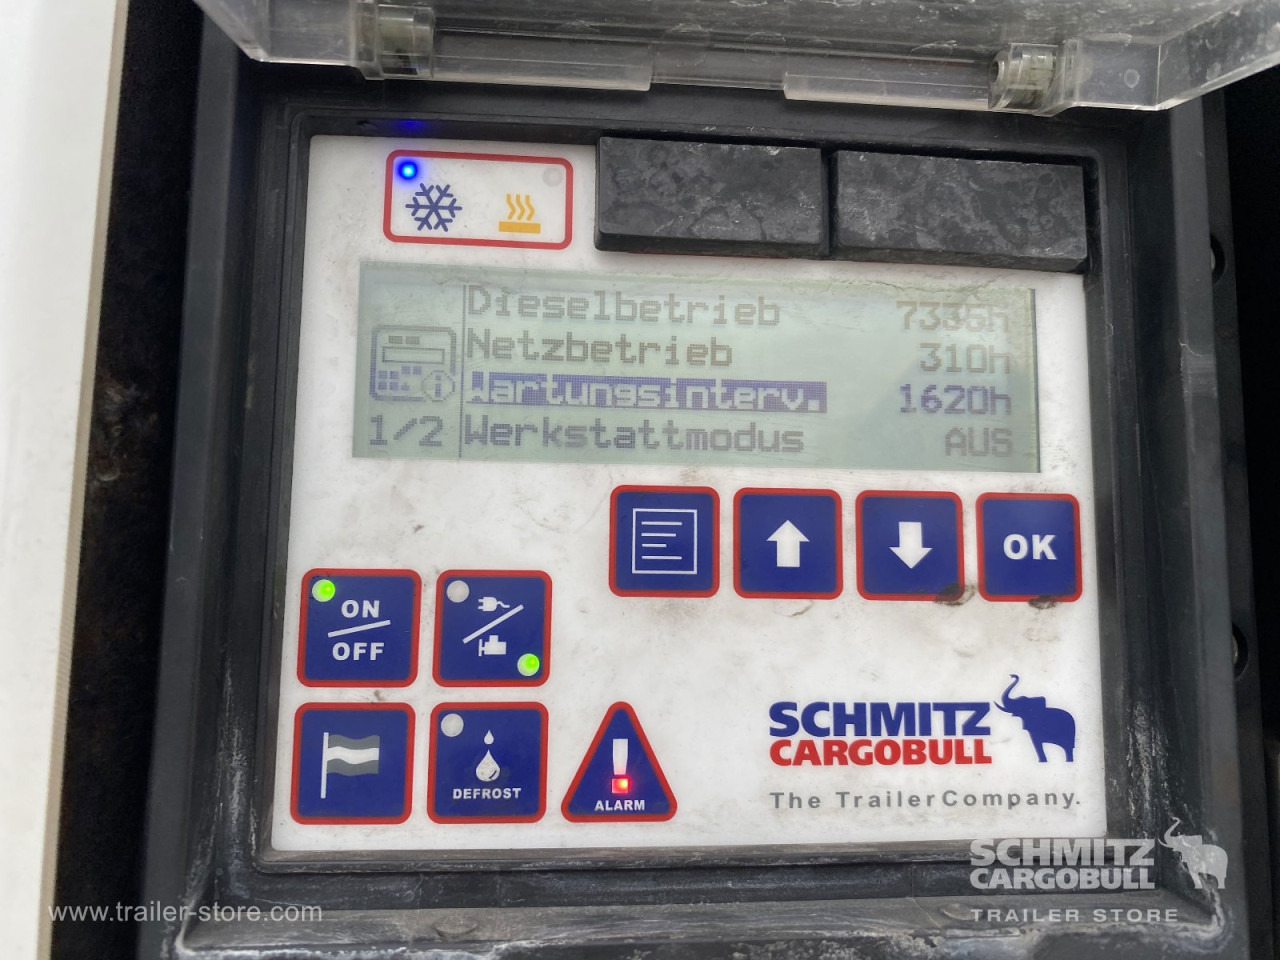 Dieselbetrieb 7335h
Netzbetrieb 310h
Wartungsinterv. 1620h
1/2 Werkstattmodus AUS
OK
ON
OFF
DEFROST
ALARM
SCHMITZ
CARGOBULL
The TrailerCompany.
SCHMITZ
CARGOBULL
TRAILER STORE
www.trailer-store.com